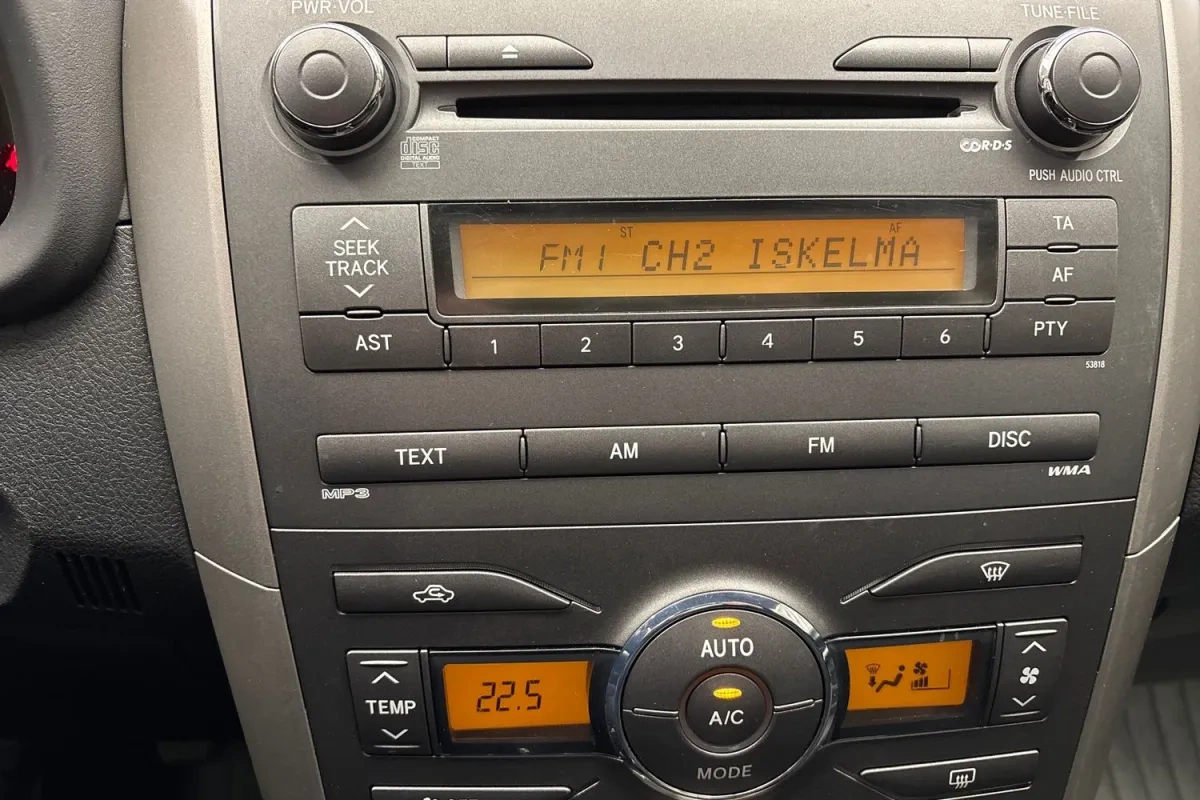 PWR·VOL
TUNE·FILE
COMPACT
disc
DIGITAL AUDIO
TEXT
R·D·S
PUSH AUDIO CTRL
SEEK
TRACK
ST
AF
FM1 CH2 ISKELMA
TA
AF
PTY
AST
1 2 3 4 5 6
53818
TEXT AM FM DISC
MP3
WMA
AUTO
TEMP
22.5
A/C
MODE